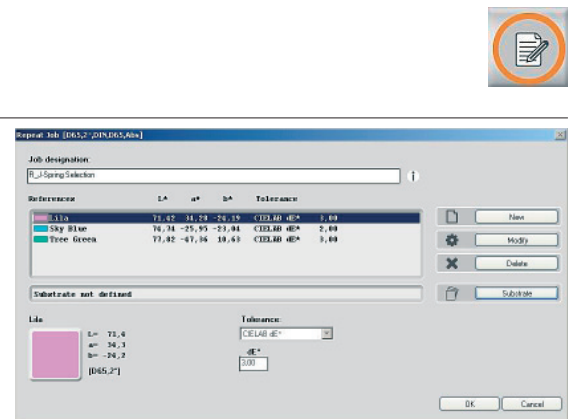 Repeat Job [D65,2°,DIN,D65,Abs]
Job designation:
R_J-Spring Selection
References L* a* b* Tolerance
Lila 71,42 34,28 -24,19 CIELAB dE* 3,00 New
Sky Blue 74,34 -25,95 -23,04 CIELAB dE* 2,00
Tree Green 77,82 -47,36 10,63 CIELAB dE* 3,00 Modify
Delete
Substrate not defined Substrate
Lila Tolerance:
L= 71,4 CIELAB dE*
a= 34,3
b= -24,2 dE*
3,00
[D65,2°]
OK Cancel